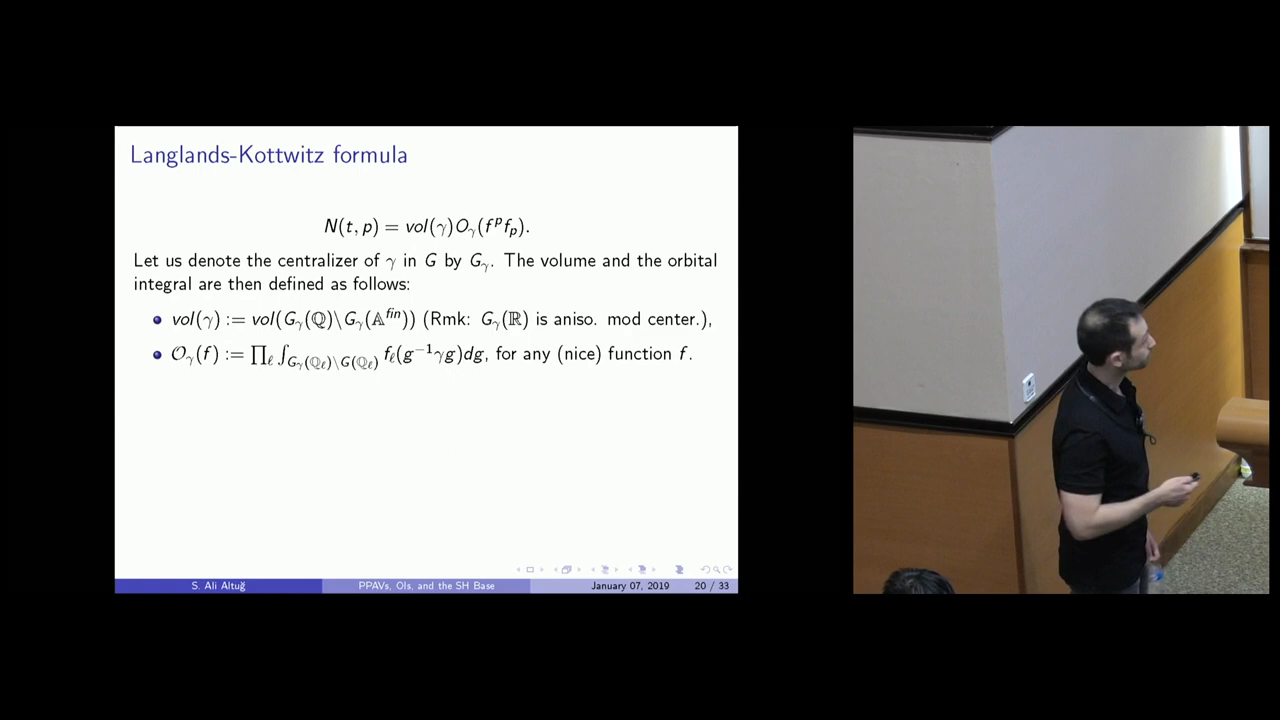 Langlands-Kottwitz formula
N(t, p) = vol(γ)O_γ(f^p f_p).
Let us denote the centralizer of γ in G by G_γ. The volume and the orbital
integral are then defined as follows:
vol(γ) := vol(G_γ(ℚ)\G_γ(𝔸^fin)) (Rmk: G_γ(ℝ) is aniso. mod center.),
𝒪_γ(f) := ∏_ℓ ∫_{G_γ(ℚ_ℓ)\G(ℚ_ℓ)} f_ℓ(g^{-1}γg)dg, for any (nice) function f.
S. Ali Altuğ PPAVs, OIs, and the SH Base January 07, 2019 20 / 33